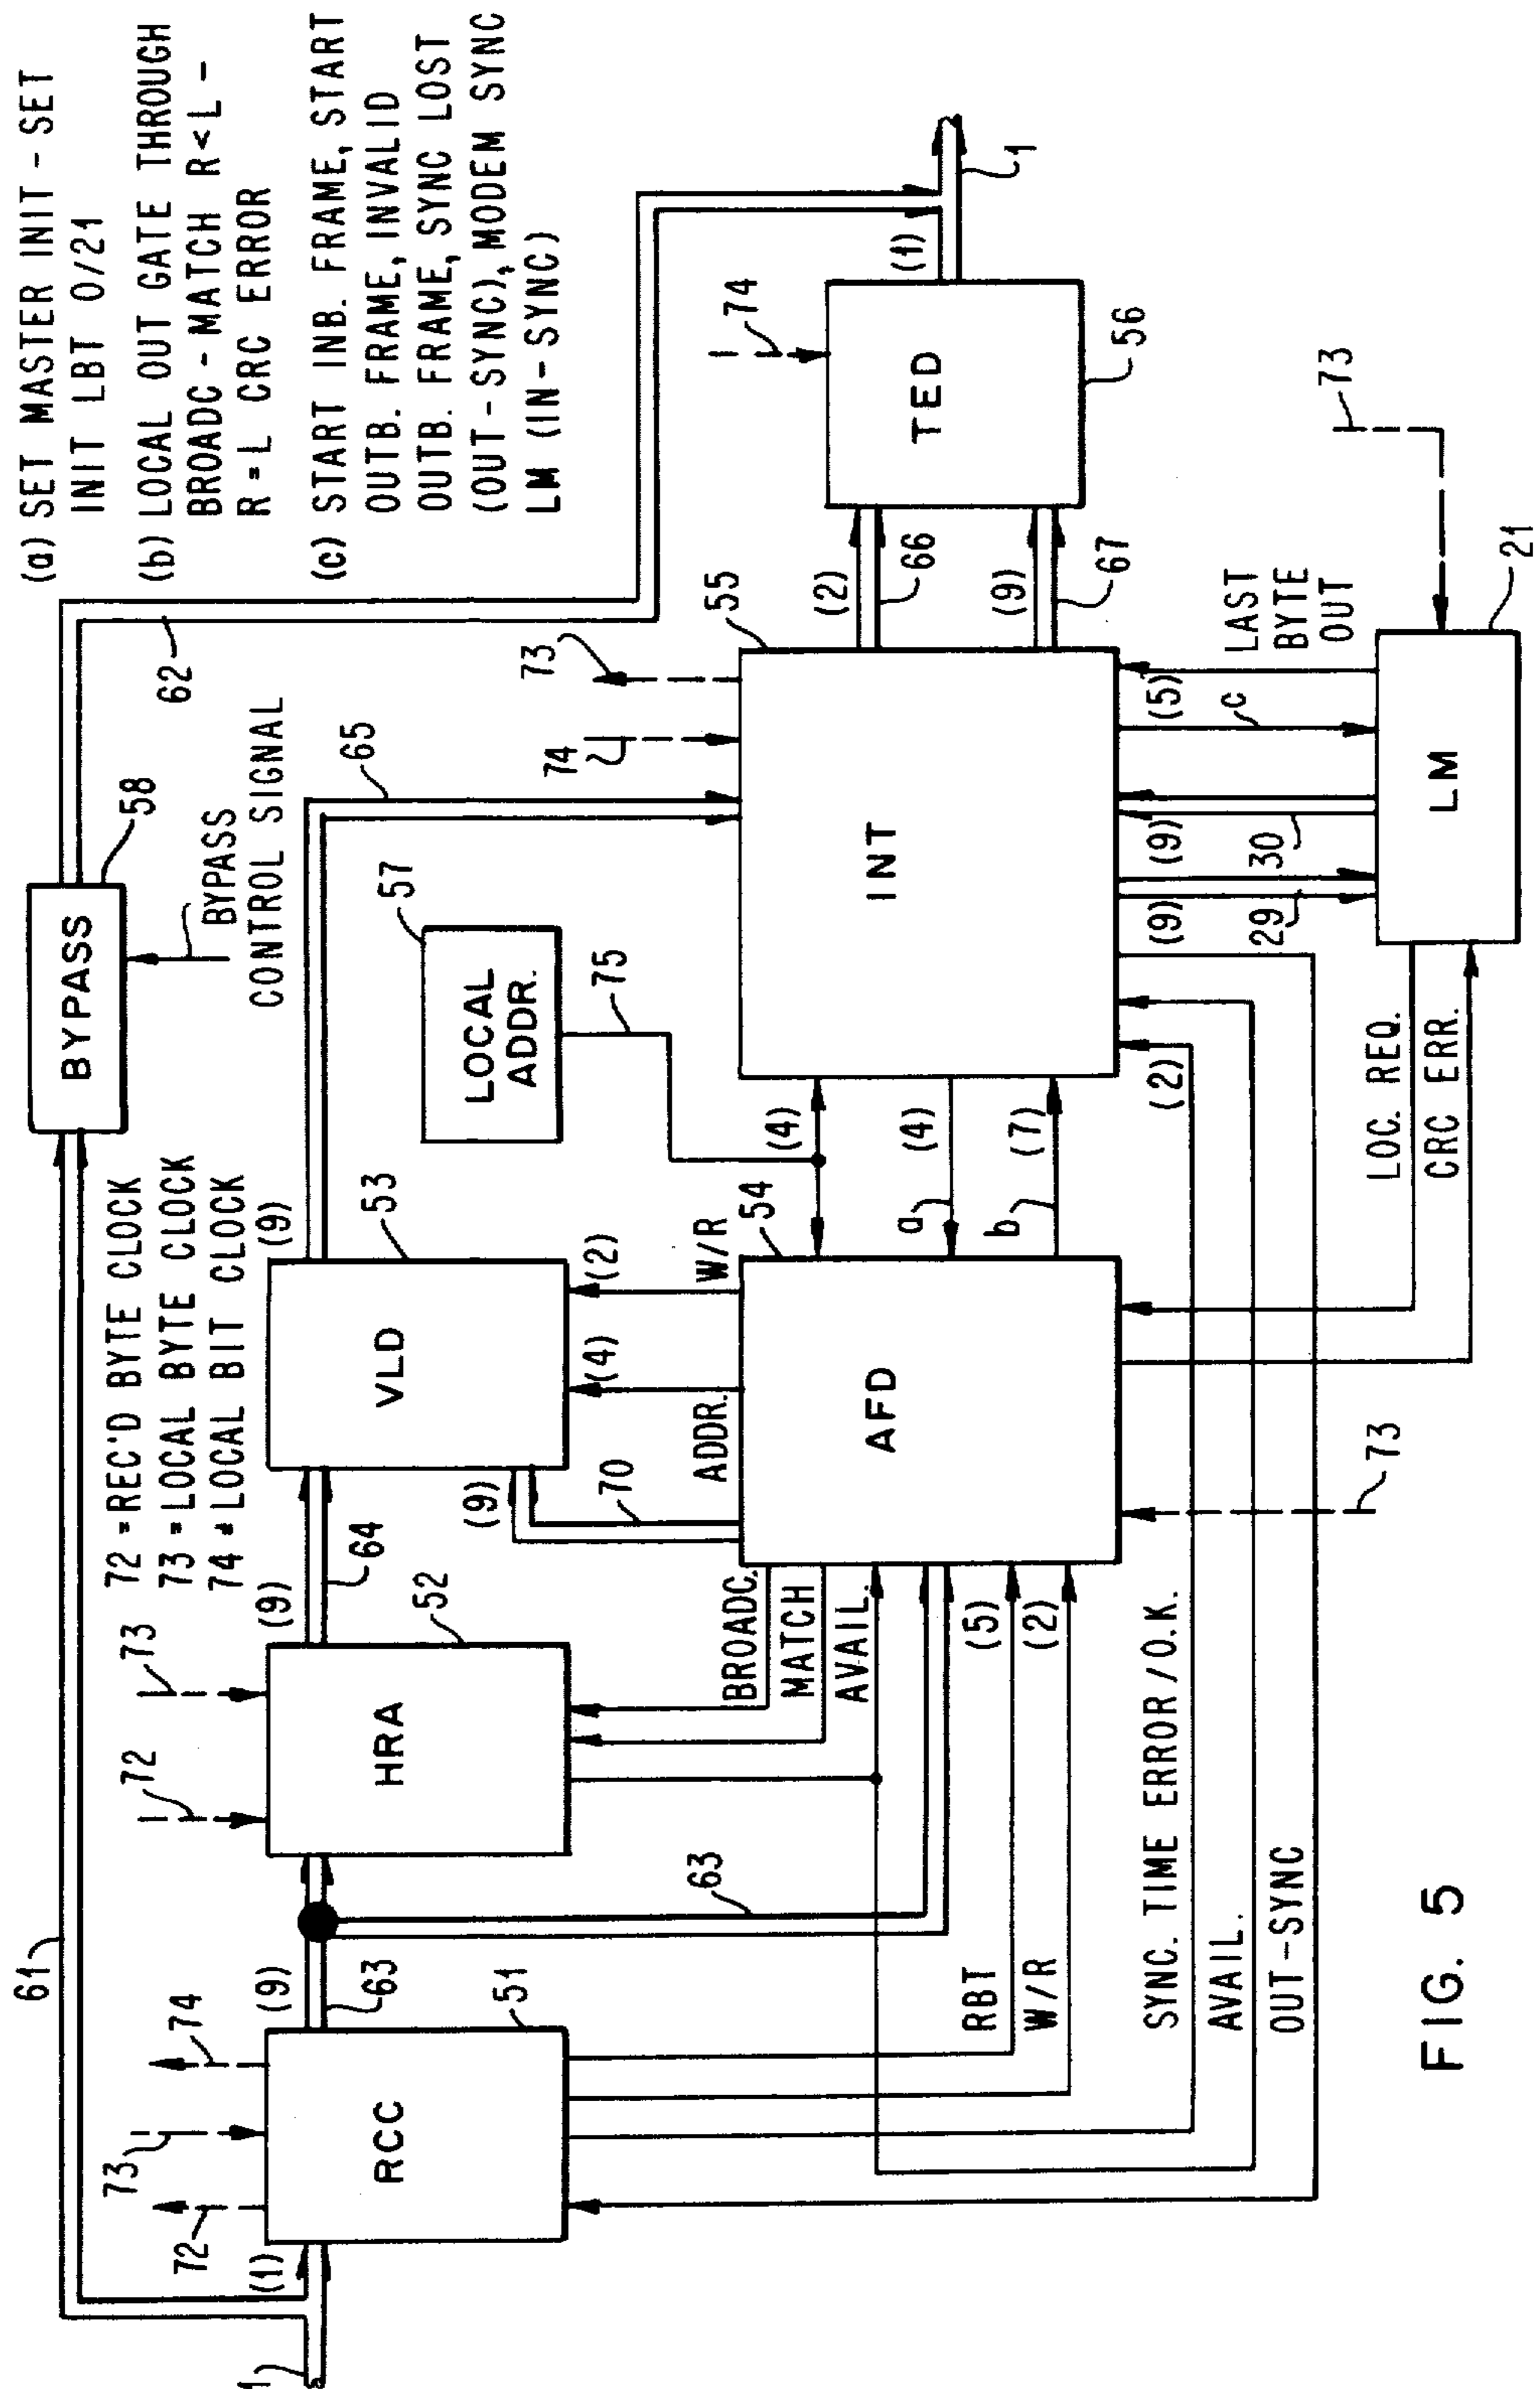 (a) SET MASTER INIT - SET
INIT LBT 0/21
(b) LOCAL OUT GATE THROUGH
BROADC - MATCH R<L -
R = L CRC ERROR
(c) START INB. FRAME, START
OUTB. FRAME, INVALID
OUTB. FRAME, SYNC LOST
(OUT-SYNC), MODEM SYNC
LM (IN-SYNC)
61
BYPASS
58
BYPASS
CONTROL SIGNAL
62
72 = REC'D BYTE CLOCK
73 = LOCAL BYTE CLOCK
74 = LOCAL BIT CLOCK
1
(1)
72
73
74
RCC
51
(9)
63
63
72
73
HRA
52
(9)
64
VLD
53
(9)
65
(9)
70
ADDR.
(4)
(2)
W/R
BROADC.
MATCH
AVAIL.
RBT
(5)
W/R
(2)
AFD
54
73
LOCAL
ADDR.
57
75
(4)
a
(4)
b
(7)
INT
55
74
73
(2)
66
(9)
67
TED
56
74
(1)
1
SYNC. TIME ERROR/O.K.
(2)
AVAIL.
OUT-SYNC
LOC. REQ.
CRC ERR.
(9)
29
(9)
30
(5)
c
LAST
BYTE
OUT
LM
21
73
FIG. 5